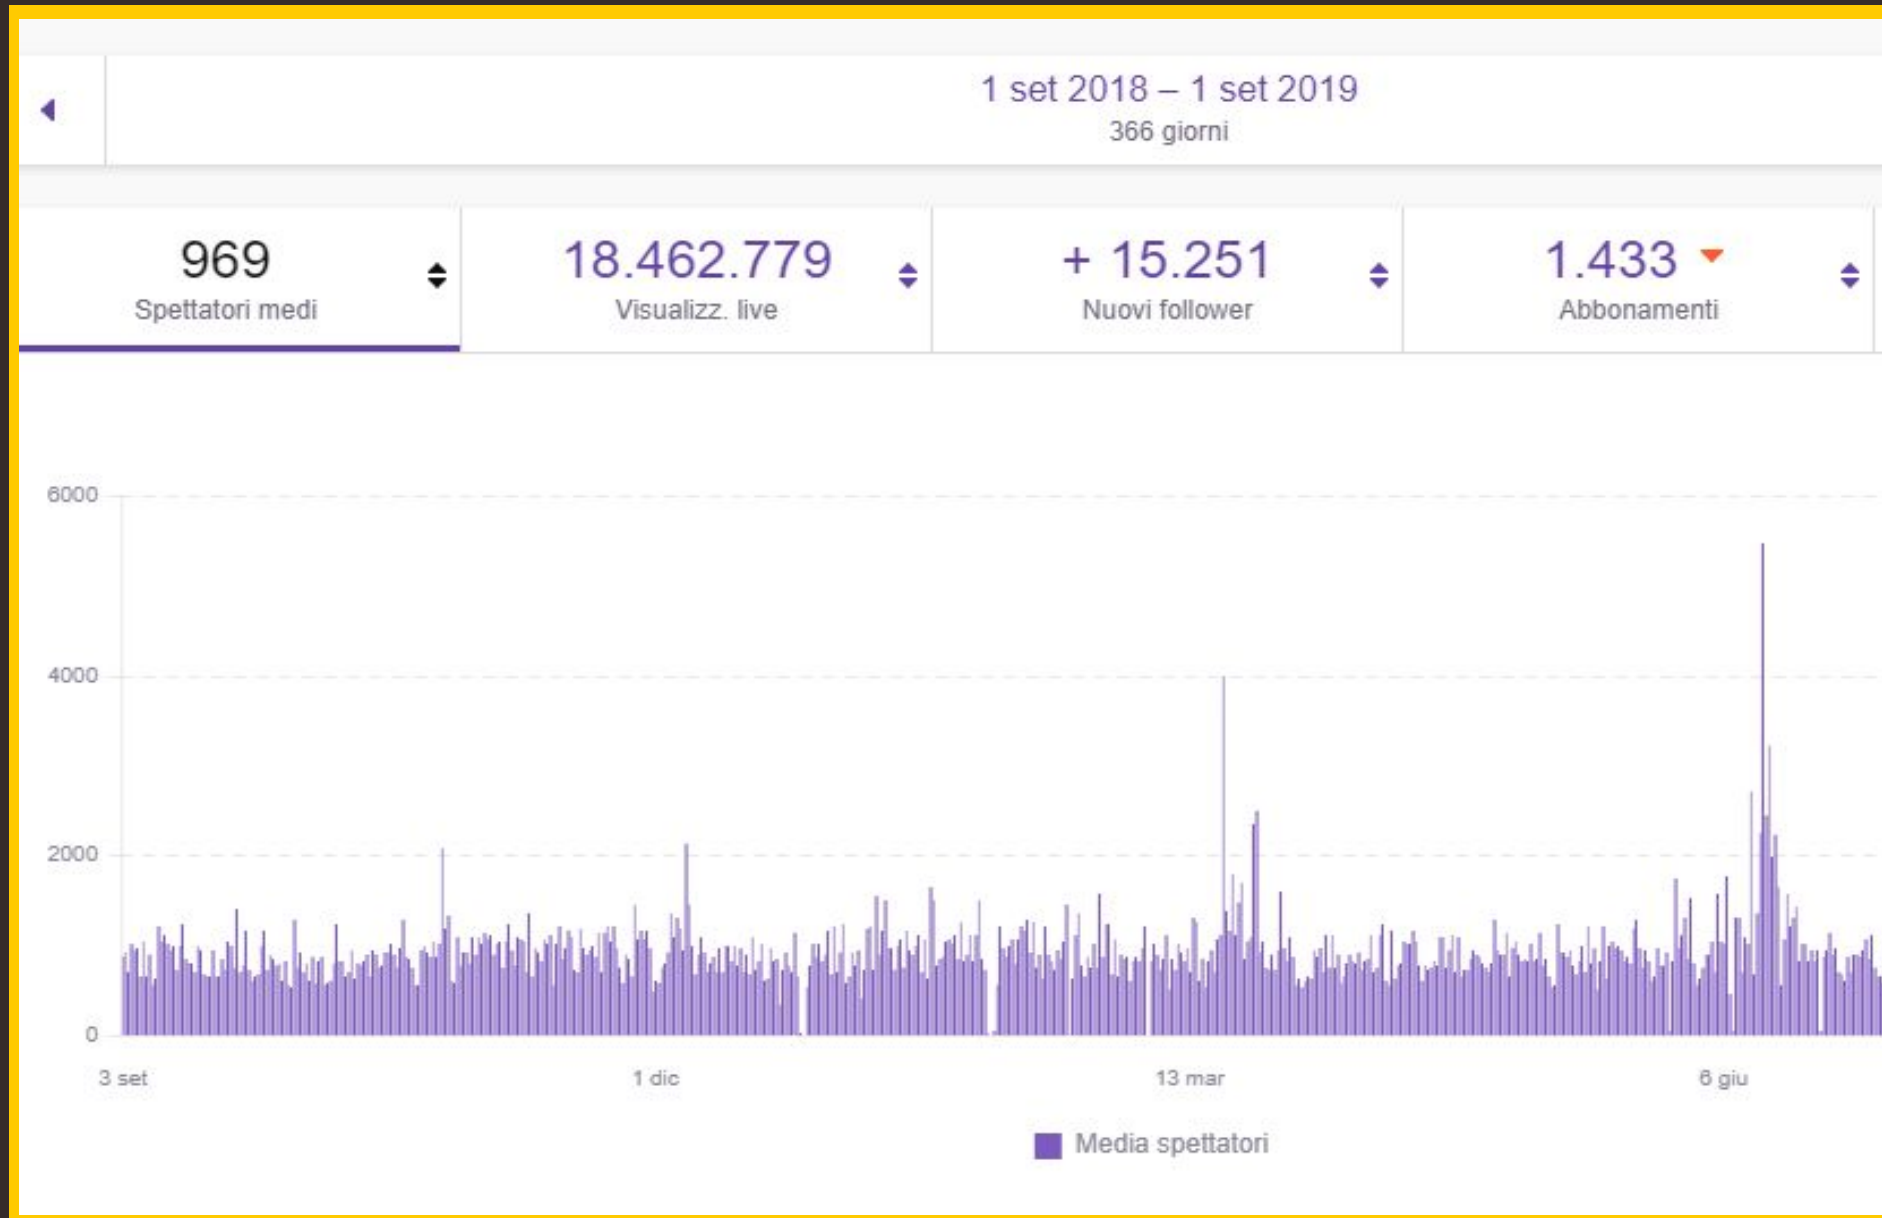 1 set 2018 – 1 set 2019
366 giorni
969
Spettatori medi
18.462.779
Visualizz. live
+ 15.251
Nuovi follower
1.433
Abbonamenti
6000
4000
2000
0
3 set
1 dic
13 mar
6 giu
Media spettatori